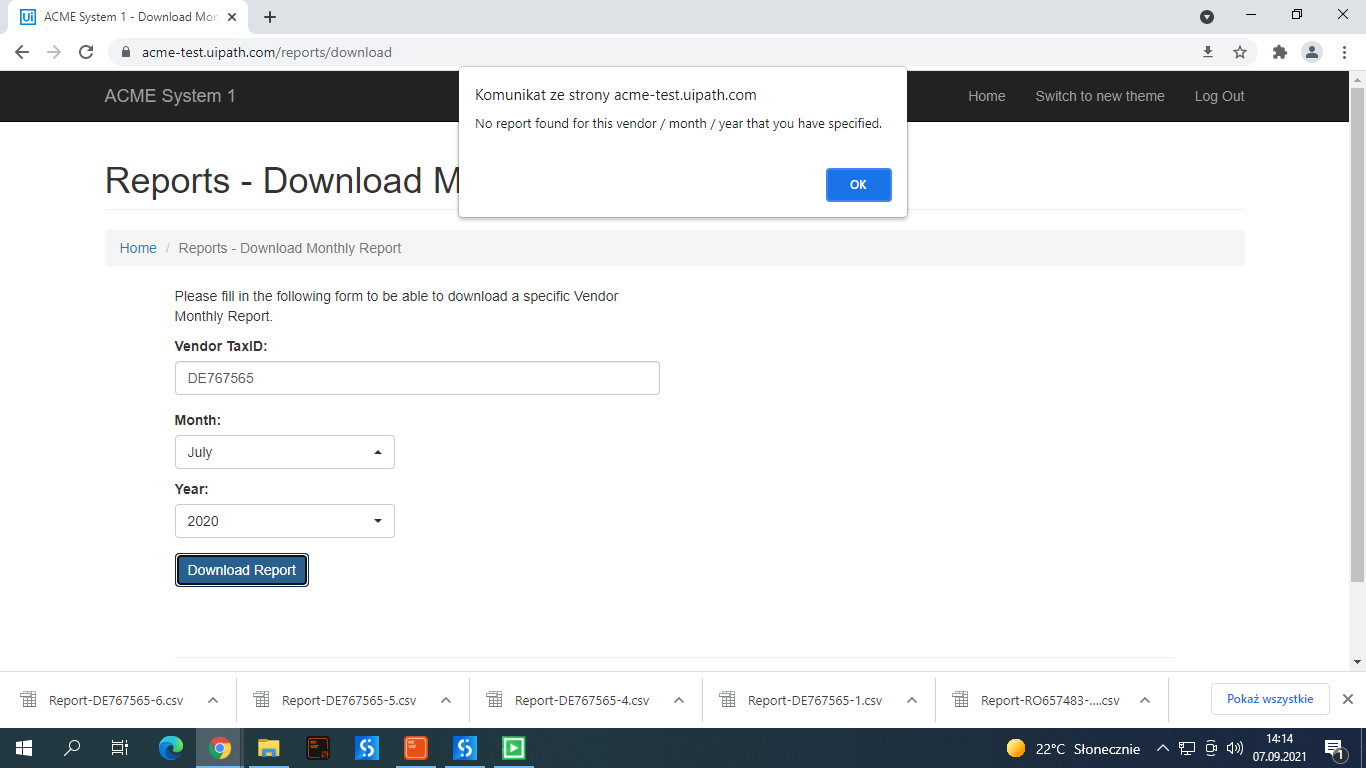 ACME System 1 - Download Mon
acme-test.uipath.com/reports/download
Komunikat ze strony acme-test.uipath.com
No report found for this vendor / month / year that you have specified.
OK
ACME System 1
Home
Switch to new theme
Log Out
Reports - Download M
Home / Reports - Download Monthly Report
Please fill in the following form to be able to download a specific Vendor
Monthly Report.
Vendor TaxID:
DE767565
Month:
July
Year:
2020
Download Report
Report-DE767565-6.csv
Report-DE767565-5.csv
Report-DE767565-4.csv
Report-DE767565-1.csv
Report-RO657483-....csv
Pokaż wszystkie
22°C Słonecznie
14:14
07.09.2021
1